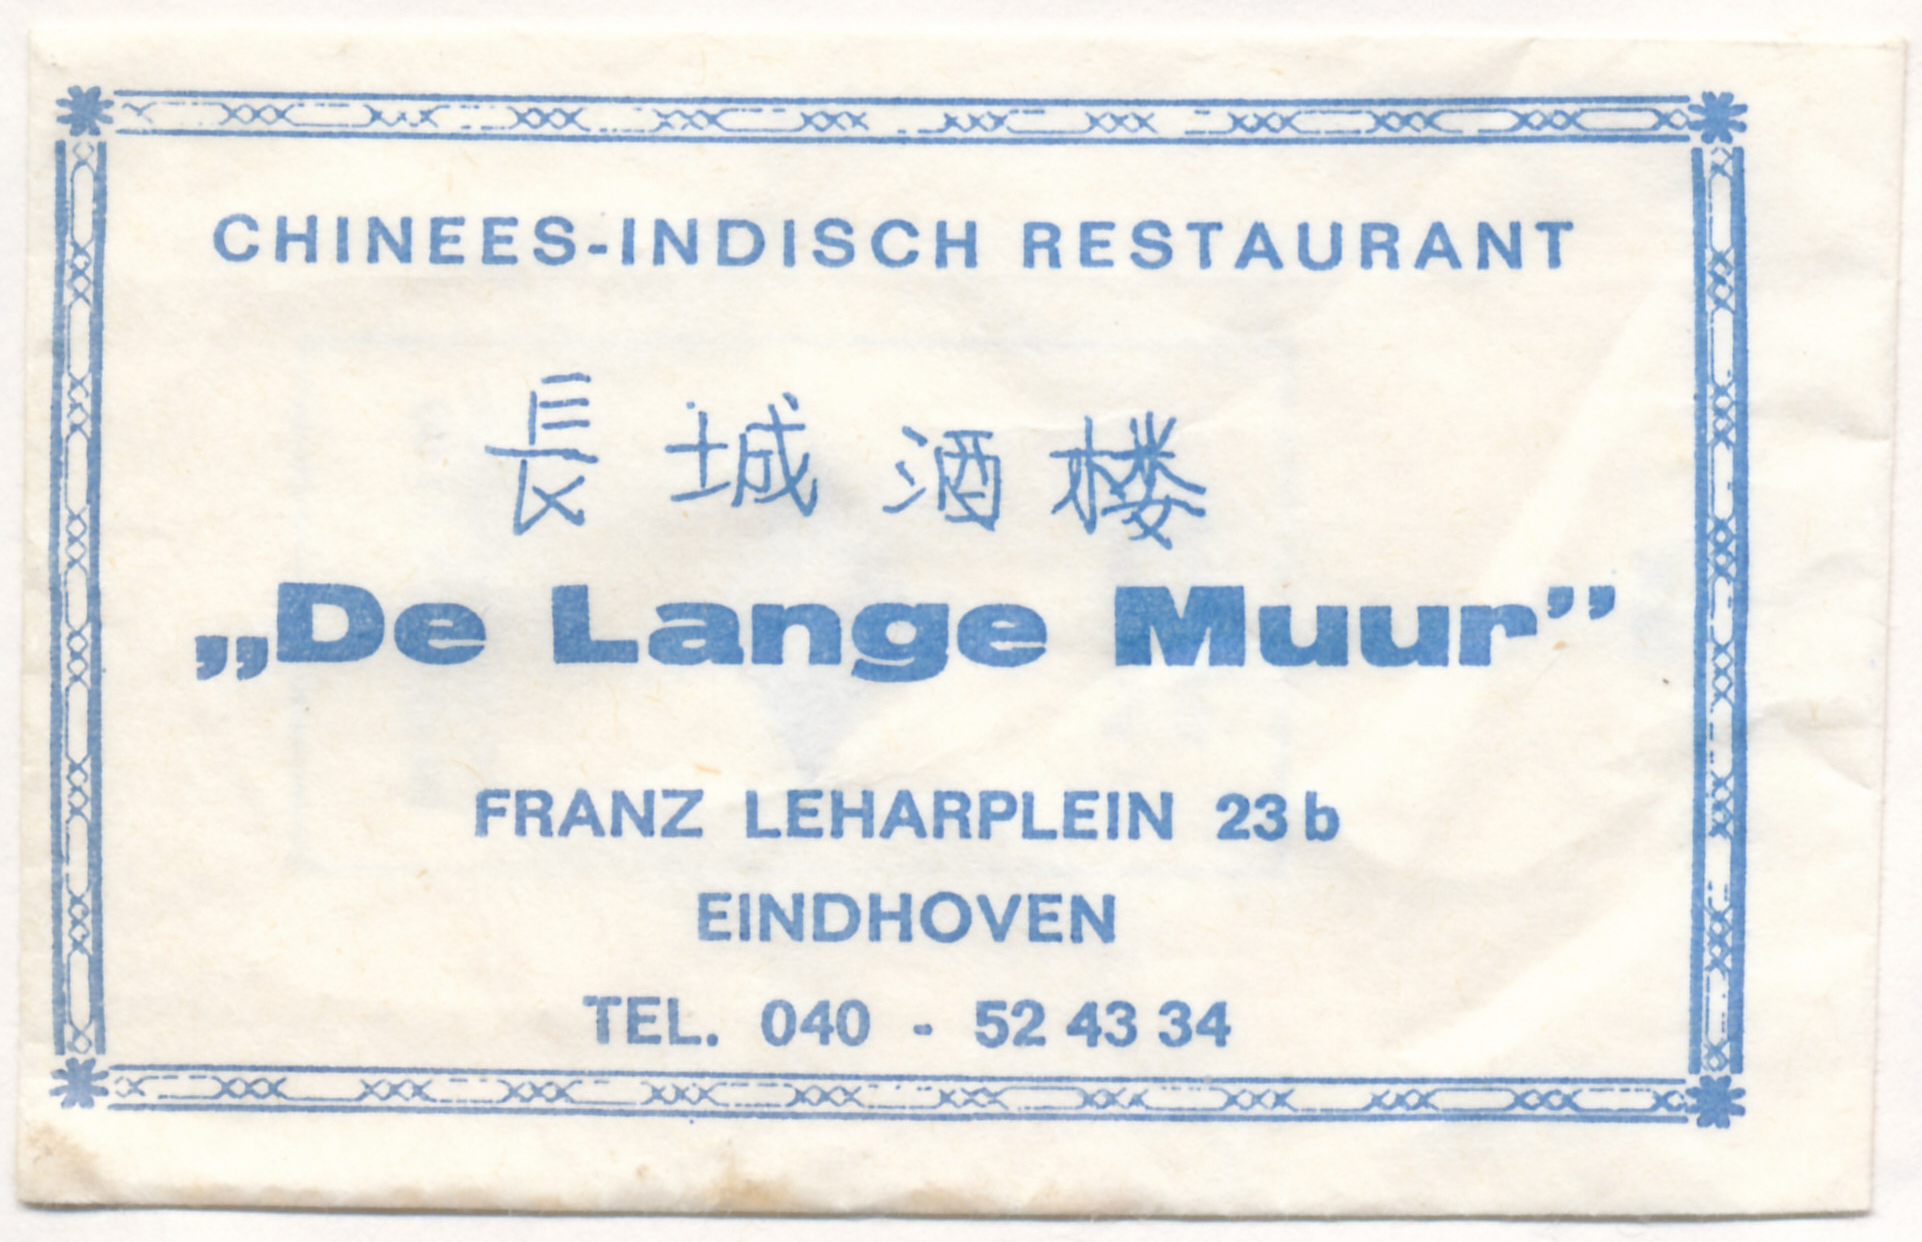 CHINEES-INDISCH RESTAURANT
長城酒楼
„De Lange Muur”
FRANZ LEHARPLEIN 23b
EINDHOVEN
TEL. 040 - 52 43 34